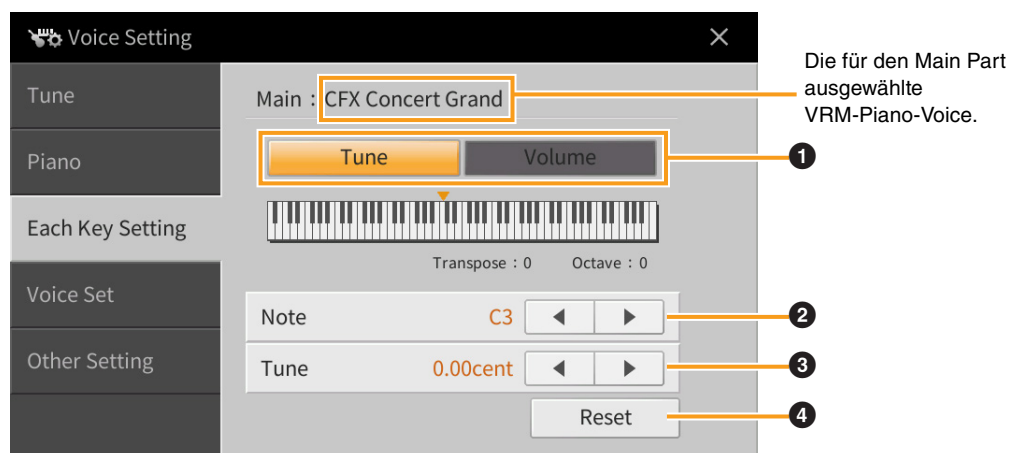 Voice Setting
Tune
Piano
Each Key Setting
Voice Set
Other Setting
Main : CFX Concert Grand
Tune Volume
Transpose : 0 Octave : 0
Note C3
Tune 0.00cent
Reset
Die für den Main Part
ausgewählte
VRM-Piano-Voice.
1
2
3
4